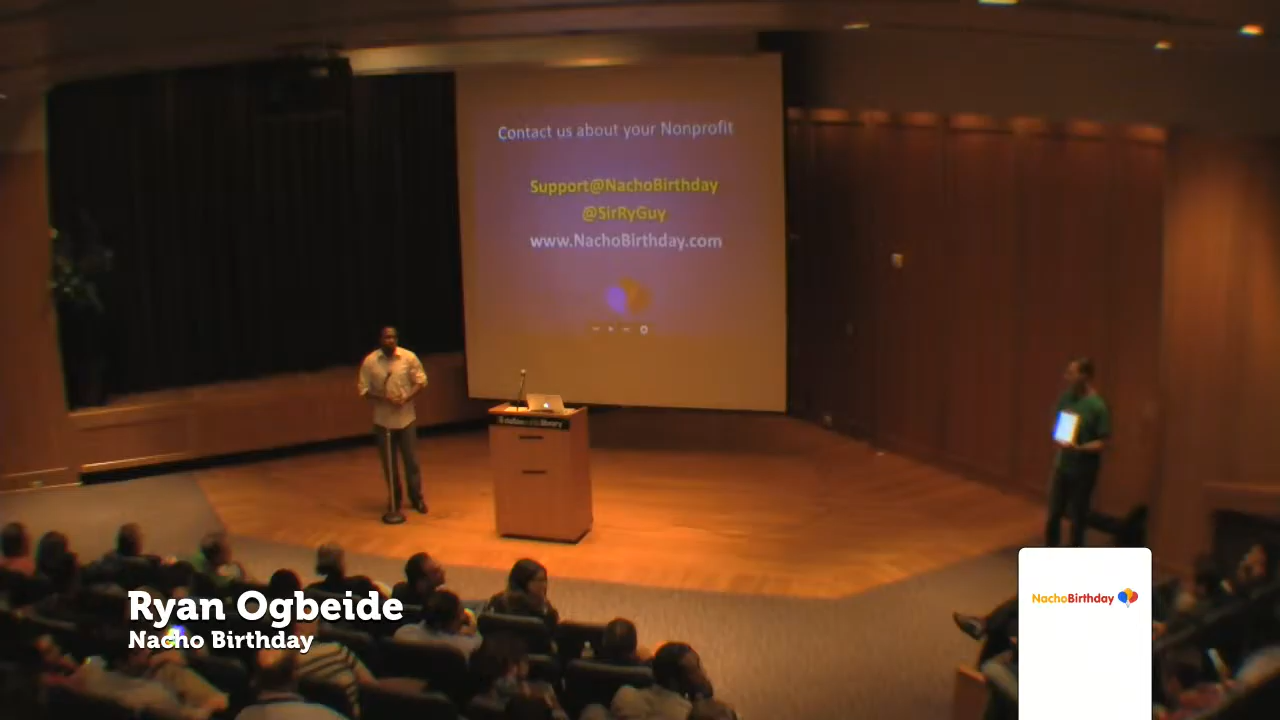 Contact us about your Nonprofit
Support@NachoBirthday
@SirRyGuy
www.NachoBirthday.com
Ryan Ogbeide
Nacho Birthday
NachoBirthday